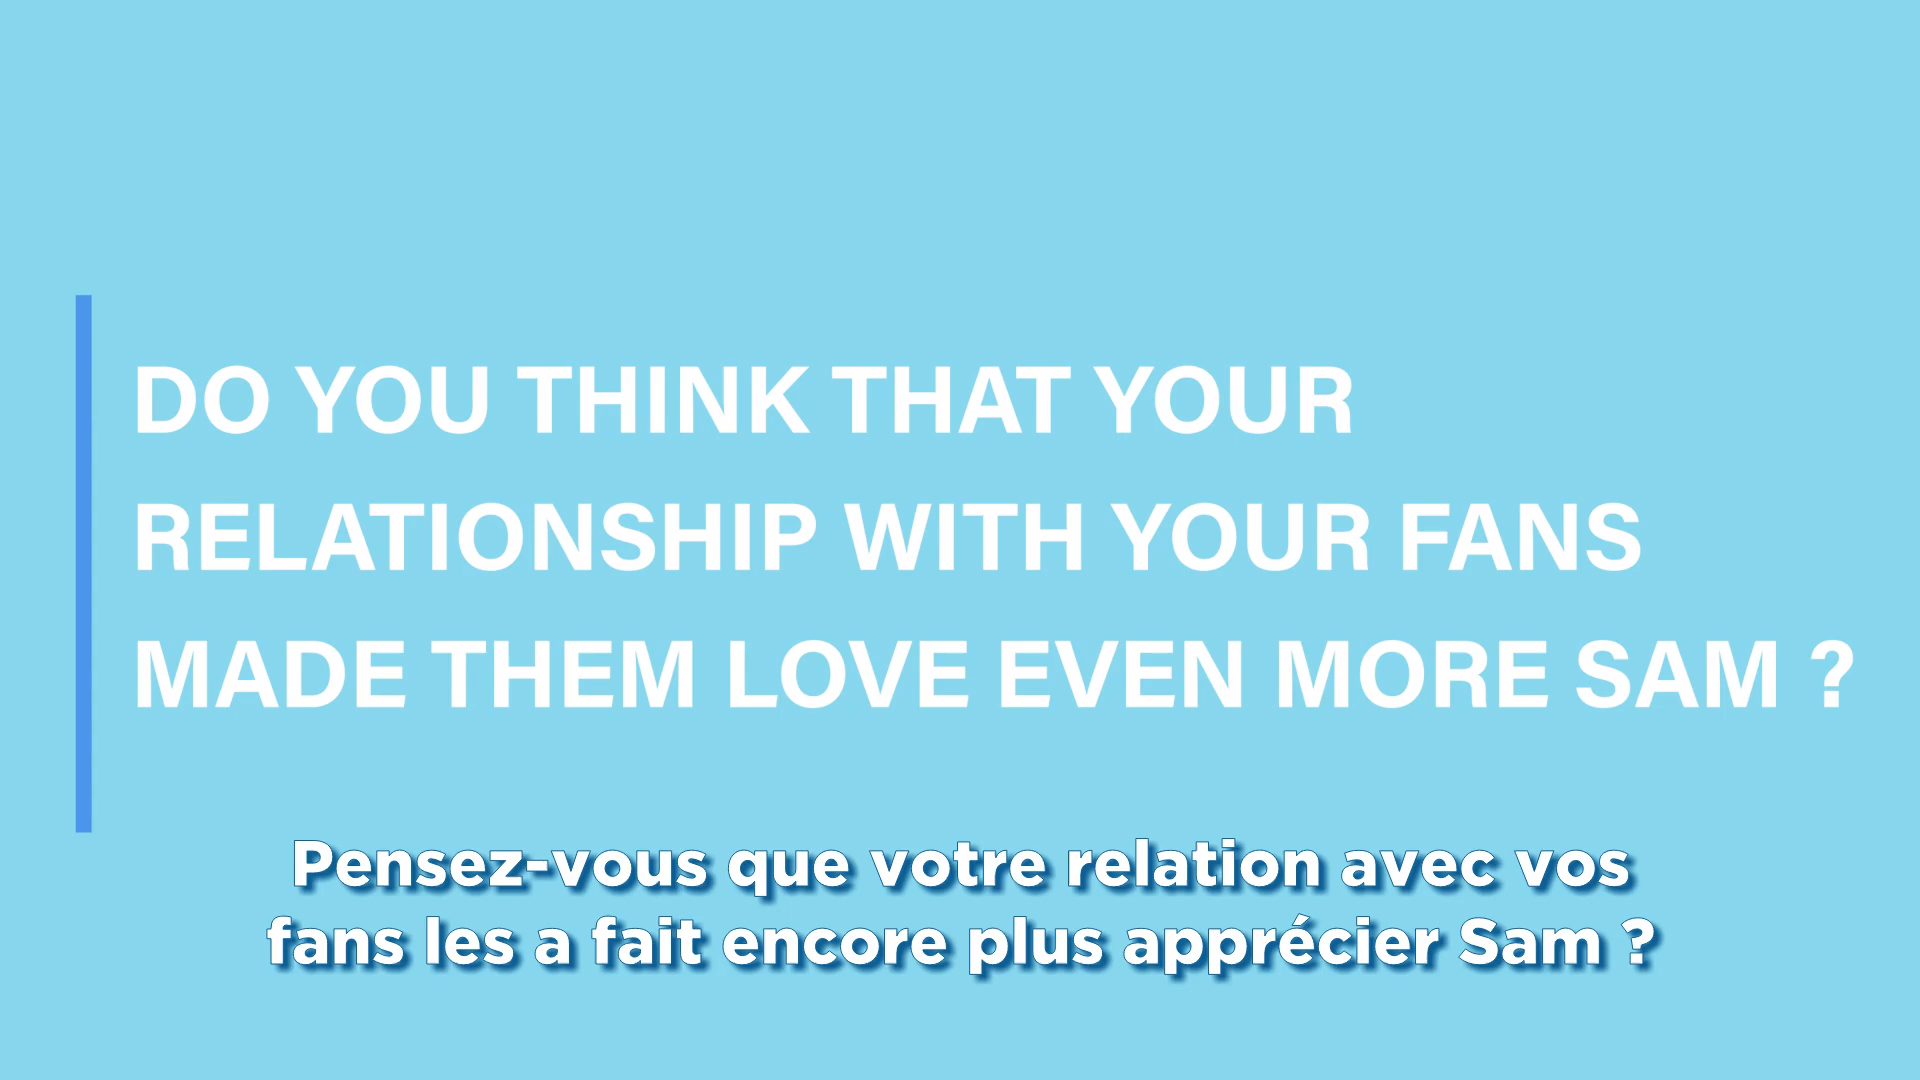 DO YOU THINK THAT YOUR
RELATIONSHIP WITH YOUR FANS
MADE THEM LOVE EVEN MORE SAM ?
Pensez-vous que votre relation avec vos
fans les a fait encore plus apprécier Sam ?